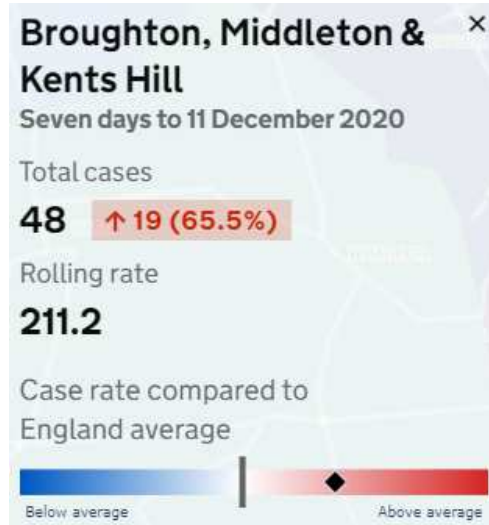 Broughton, Middleton &
Kents Hill
×
Seven days to 11 December 2020
Total cases
48 ↑ 19 (65.5%)
Rolling rate
211.2
Case rate compared to
England average
Below average Above average